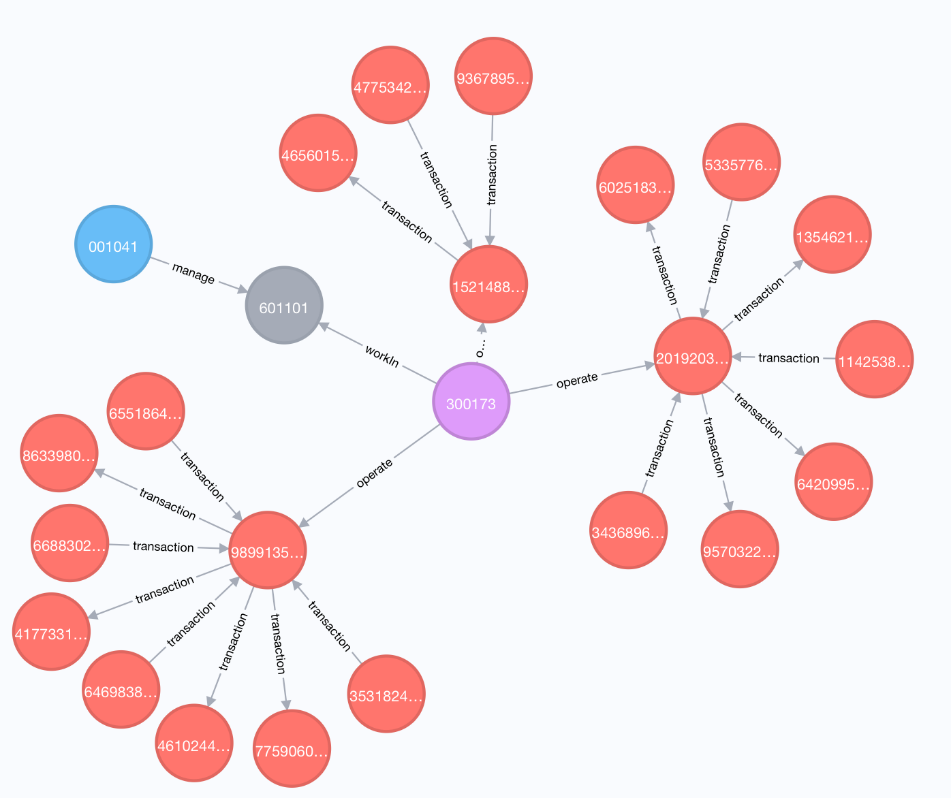 9367895...
4775342...
4656015...
transaction
transaction
transaction
5335776...
6025183...
1354621...
transaction
transaction
transaction
001041
manage
601101
1521488...
o...
workIn
2019203...
transaction
1142538...
operate
300173
6551864...
8633980...
transaction
transaction
operate
transaction
transaction
transaction
6420995...
3436896...
9570322...
6688302...
transaction
9899135...
transaction
4177331...
transaction
transaction
transaction
transaction
6469838...
3531824...
4610244...
7759060...